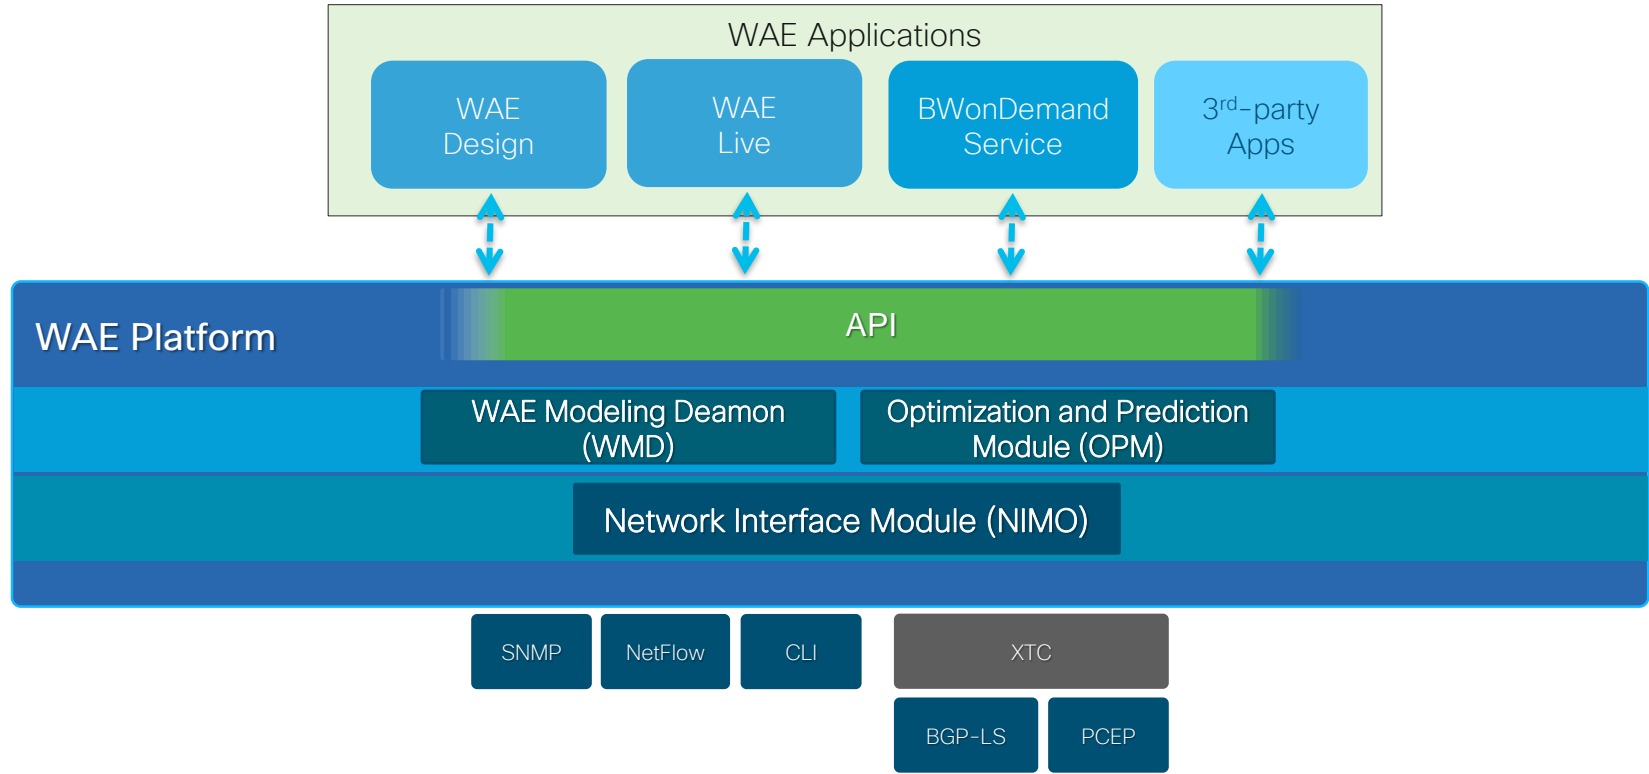 WAE Applications
WAE
Design
WAE
Live
BWonDemand
Service
3rd-party
Apps
WAE Platform
API
WAE Modeling Deamon
(WMD)
Optimization and Prediction
Module (OPM)
Network Interface Module (NIMO)
SNMP
NetFlow
CLI
XTC
BGP-LS
PCEP